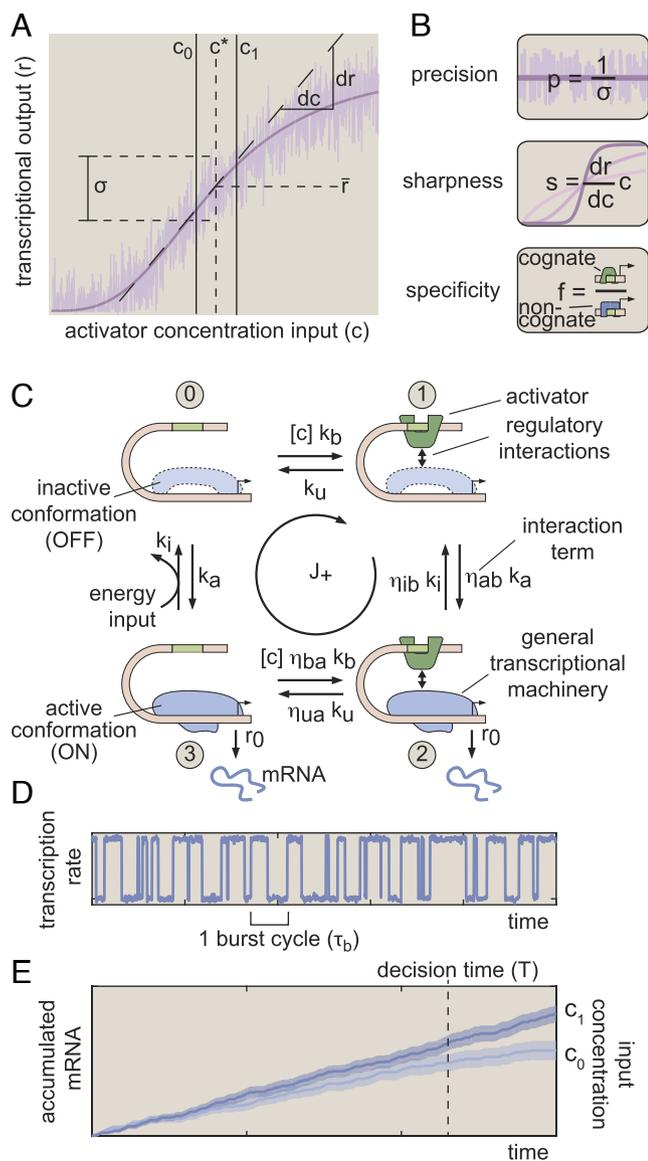 A
c0
c*
c1
dr
dc
σ
r̄
transcriptional output (r)
activator concentration input (c)
B
precision
p = 1/σ
sharpness
s = dr/dc c
specificity
cognate
f =
non-
cognate
C
0
1
[c] kb
ku
activator
regulatory
interactions
inactive
conformation
(OFF)
ki
ka
energy
input
J+
ηib ki
ηab ka
interaction
term
[c] ηba kb
ηua ku
general
transcriptional
machinery
active
conformation
(ON)
3
r0
mRNA
2
r0
D
transcription
rate
time
1 burst cycle (τb)
E
decision time (T)
accumulated
mRNA
c1
c0
input
concentration
time